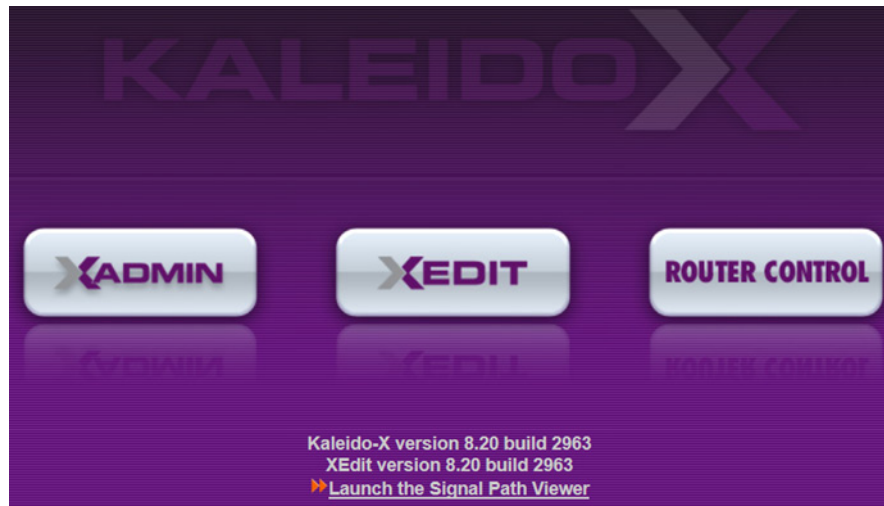 KALEIDOX
XADMIN
XEDIT
ROUTER CONTROL
Kaleido-X version 8.20 build 2963
XEdit version 8.20 build 2963
Launch the Signal Path Viewer